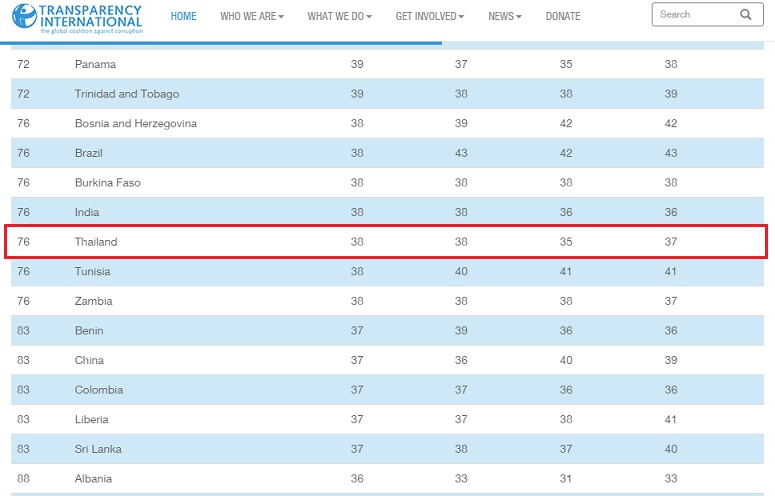 TRANSPARENCY
INTERNATIONAL
the global coalition against corruption
HOME WHO WE ARE WHAT WE DO GET INVOLVED NEWS DONATE
Search
72 Panama 39 37 35 38
72 Trinidad and Tobago 39 38 38 39
76 Bosnia and Herzegovina 38 39 42 42
76 Brazil 38 43 42 43
76 Burkina Faso 38 38 38 38
76 India 38 38 36 36
76 Thailand 38 38 35 37
76 Tunisia 38 40 41 41
76 Zambia 38 38 38 37
83 Benin 37 39 36 36
83 China 37 36 40 39
83 Colombia 37 37 36 36
83 Liberia 37 37 38 41
83 Sri Lanka 37 38 37 40
88 Albania 36 33 31 33